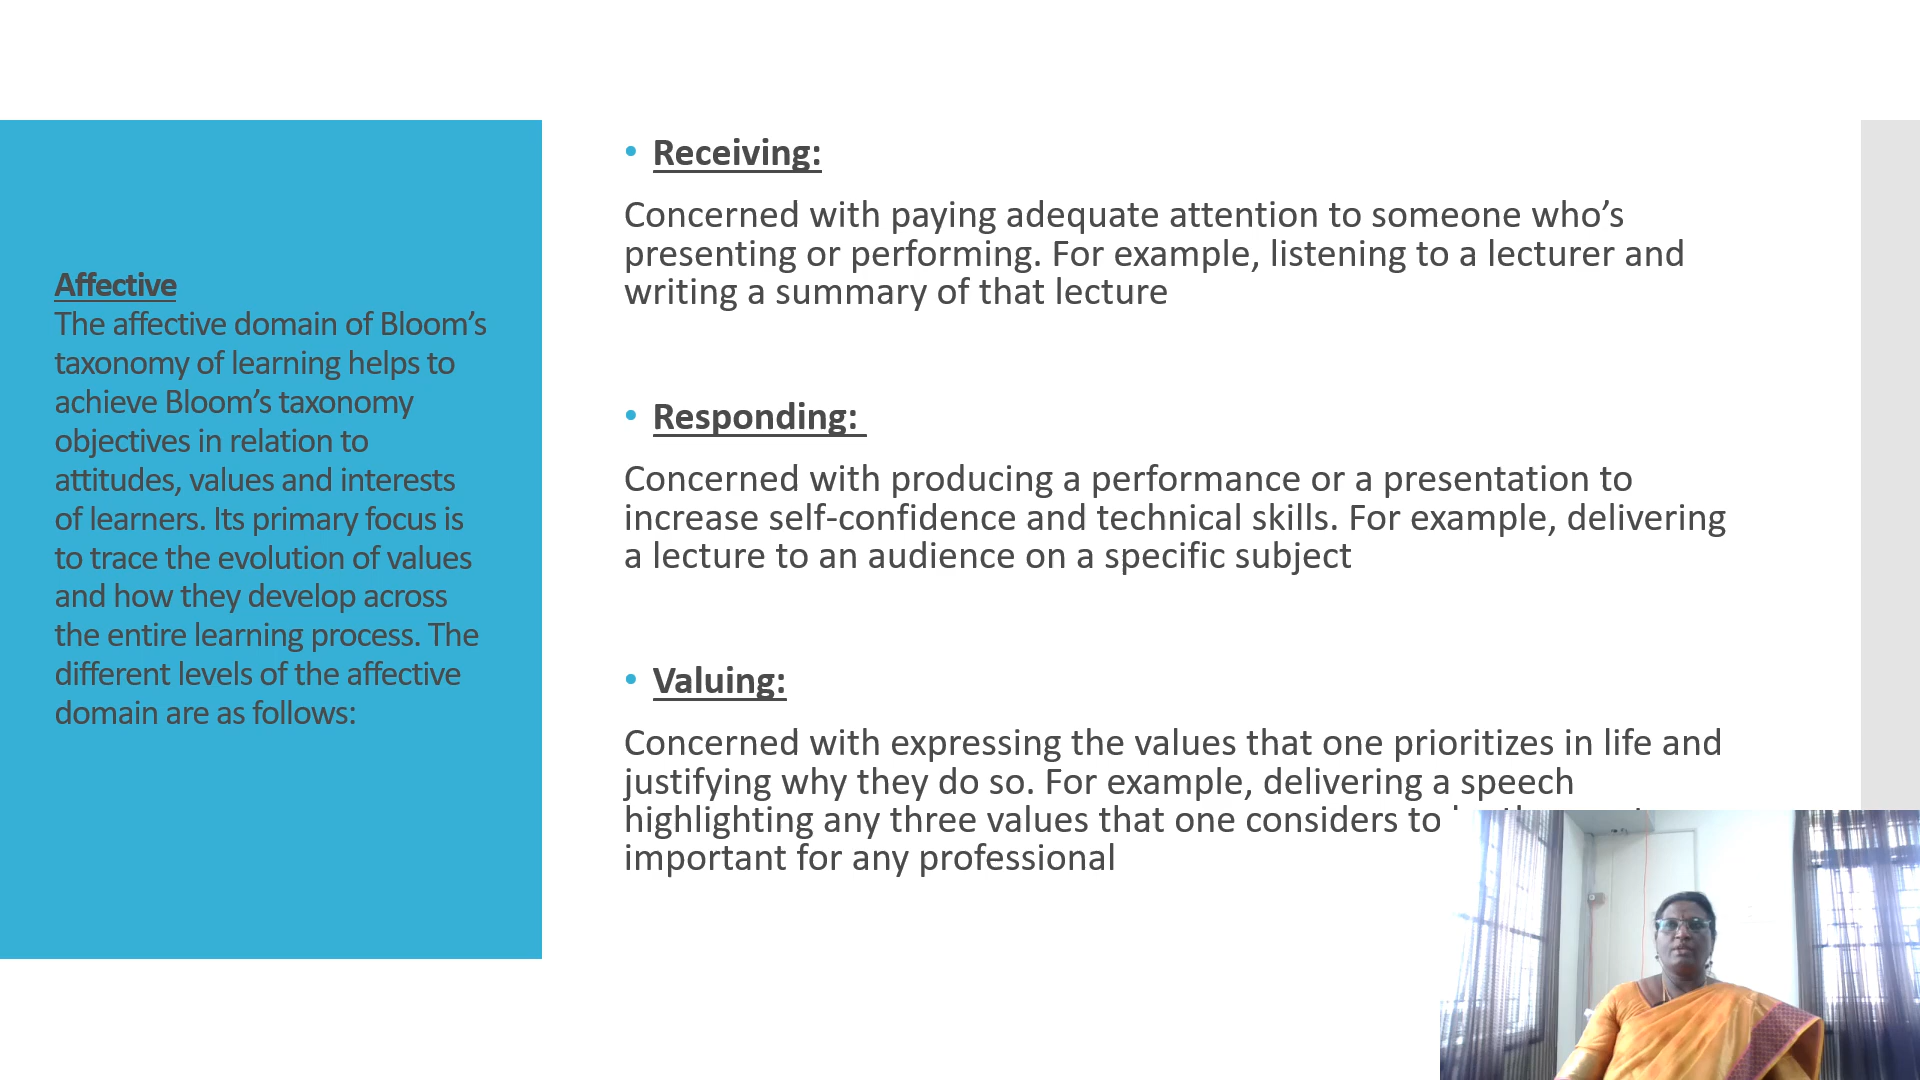 Affective
The affective domain of Bloom’s
taxonomy of learning helps to
achieve Bloom’s taxonomy
objectives in relation to
attitudes, values and interests
of learners. Its primary focus is
to trace the evolution of values
and how they develop across
the entire learning process. The
different levels of the affective
domain are as follows:
• Receiving:
Concerned with paying adequate attention to someone who’s
presenting or performing. For example, listening to a lecturer and
writing a summary of that lecture
• Responding:
Concerned with producing a performance or a presentation to
increase self-confidence and technical skills. For example, delivering
a lecture to an audience on a specific subject
• Valuing:
Concerned with expressing the values that one prioritizes in life and
justifying why they do so. For example, delivering a speech
highlighting any three values that one considers to
important for any professional